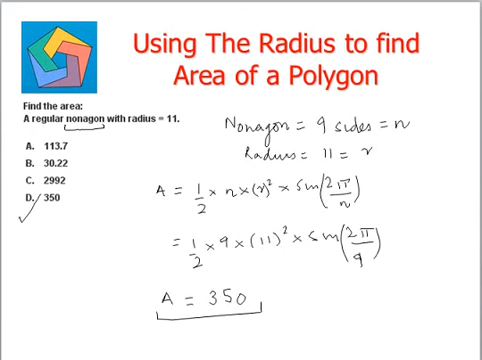 Using The Radius to find
Area of a Polygon
Find the area:
A regular nonagon with radius = 11.
A. 113.7
B. 30.22
C. 2992
D. 350
Nonagon = 9 sides = n
Radius = 11 = r
A = 1/2 × n × (r)² × sin(2π/n)
= 1/2 × 9 × (11)² × sin(2π/9)
A = 350